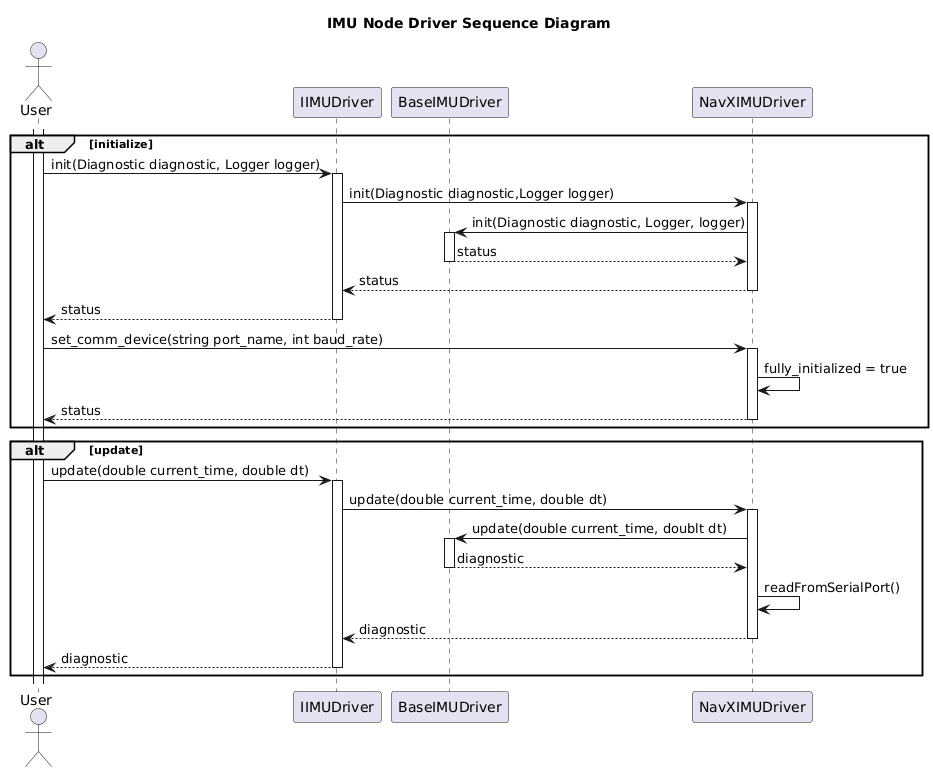 IMU Node Driver Sequence Diagram
User
IIMUDriver
BaseIMUDriver
NavXIMUDriver
alt
[initialize]
init(Diagnostic diagnostic, Logger logger)
init(Diagnostic diagnostic,Logger logger)
init(Diagnostic diagnostic, Logger, logger)
status
status
status
set_comm_device(string port_name, int baud_rate)
fully_initialized = true
status
alt
[update]
update(double current_time, double dt)
update(double current_time, double dt)
update(double current_time, doublt dt)
diagnostic
readFromSerialPort()
diagnostic
diagnostic
User
IIMUDriver
BaseIMUDriver
NavXIMUDriver